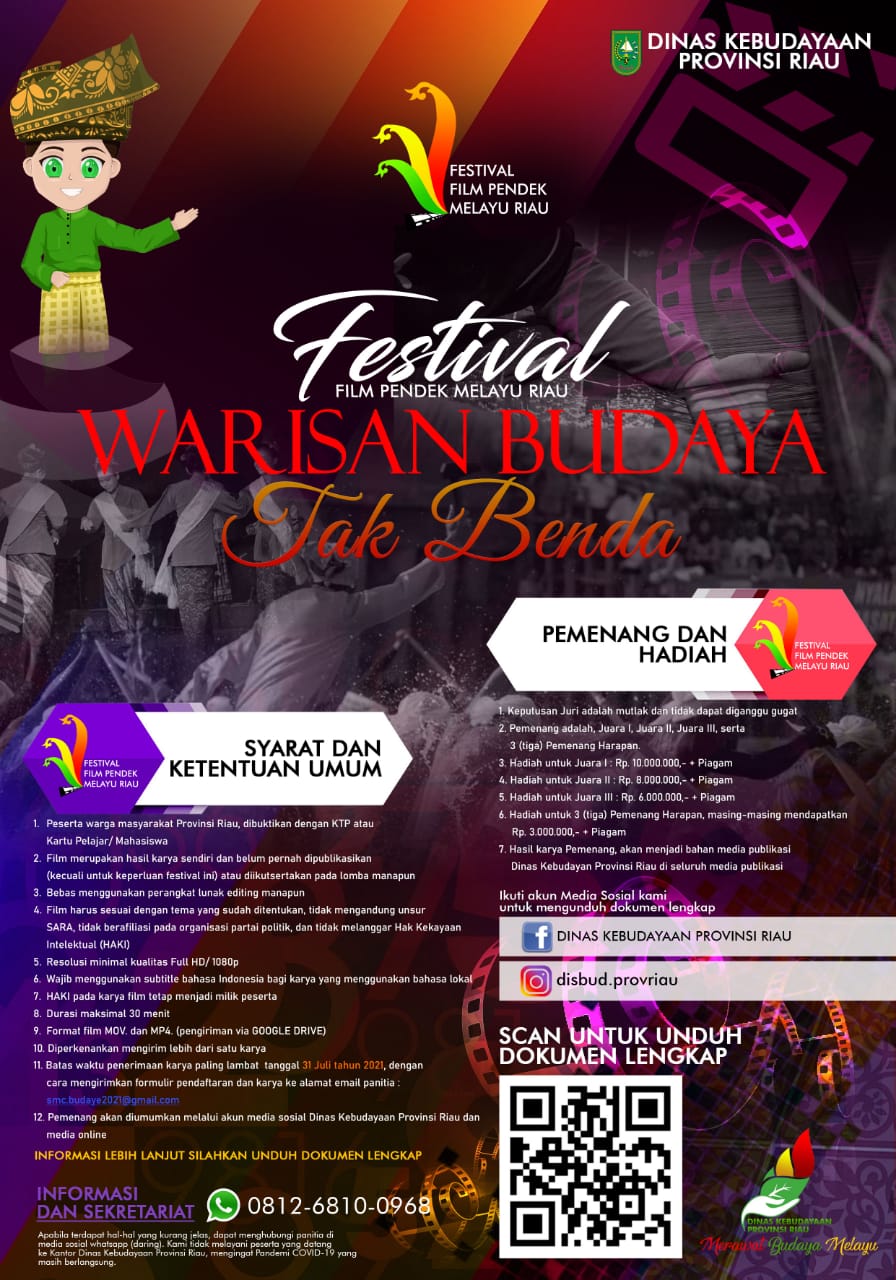 DINAS KEBUDAYAAN
PROVINSI RIAU
FESTIVAL
FILM PENDEK
MELAYU RIAU
Festival
FILM PENDEK MELAYU RIAU
WARISAN BUDAYA
Tak Benda
PEMENANG DAN
HADIAH
FESTIVAL
FILM PENDEK
MELAYU RIAU
1. Keputusan Juri adalah mutlak dan tidak dapat diganggu gugat
2. Pemenang adalah, Juara I, Juara II, Juara III, serta
3 (tiga) Pemenang Harapan.
3. Hadiah untuk Juara I : Rp. 10.000.000,- + Piagam
4. Hadiah untuk Juara II : Rp. 8.000.000,- + Piagam
5. Hadiah untuk Juara III : Rp. 6.000.000,- + Piagam
6. Hadiah untuk 3 (tiga) Pemenang Harapan, masing-masing mendapatkan
Rp. 3.000.000,- + Piagam
7. Hasil karya Pemenang, akan menjadi bahan media publikasi
Dinas Kebudayan Provinsi Riau di seluruh media publikasi
Ikuti akun Media Sosial kami
untuk mengunduh dokumen lengkap
DINAS KEBUDAYAAN PROVINSI RIAU
disbud.provriau
SCAN UNTUK UNDUH
DOKUMEN LENGKAP
FESTIVAL
FILM PENDEK
MELAYU RIAU
SYARAT DAN
KETENTUAN UMUM
1. Peserta warga masyarakat Provinsi Riau, dibuktikan dengan KTP atau
Kartu Pelajar/ Mahasiswa
2. Film merupakan hasil karya sendiri dan belum pernah dipublikasikan
(kecuali untuk keperluan festival ini) atau diikutsertakan pada lomba manapun
3. Bebas menggunakan perangkat lunak editing manapun
4. Film harus sesuai dengan tema yang sudah ditentukan, tidak mengandung unsur
SARA, tidak berafiliasi pada organisasi partai politik, dan tidak melanggar Hak Kekayaan
Intelektual (HAKI)
5. Resolusi minimal kualitas Full HD/ 1080p
6. Wajib menggunakan subtitle bahasa Indonesia bagi karya yang menggunakan bahasa lokal
7. HAKI pada karya film tetap menjadi milik peserta
8. Durasi maksimal 30 menit
9. Format film MOV. dan MP4. (pengiriman via GOOGLE DRIVE)
10. Diperkenankan mengirim lebih dari satu karya
11. Batas waktu penerimaan karya paling lambat tanggal 31 Juli tahun 2021, dengan
cara mengirimkan formulir pendaftaran dan karya ke alamat email panitia :
smc.budaye2021@gmail.com
12. Pemenang akan diumumkan melalui akun media sosial Dinas Kebudayaan Provinsi Riau dan
media online
INFORMASI LEBIH LANJUT SILAHKAN UNDUH DOKUMEN LENGKAP
INFORMASI
DAN SEKRETARIAT
0812-6810-0968
Apabila terdapat hal-hal yang kurang jelas, dapat menghubungi panitia di
media sosial whatsapp (daring). Kami tidak melayani peserta yang datang
ke Kantor Dinas Kebudayaan Provinsi Riau, mengingat Pandemi COVID-19 yang
masih berlangsung.
DINAS KEBUDAYAAN
PROVINSI RIAU
Merawat Budaya Melayu